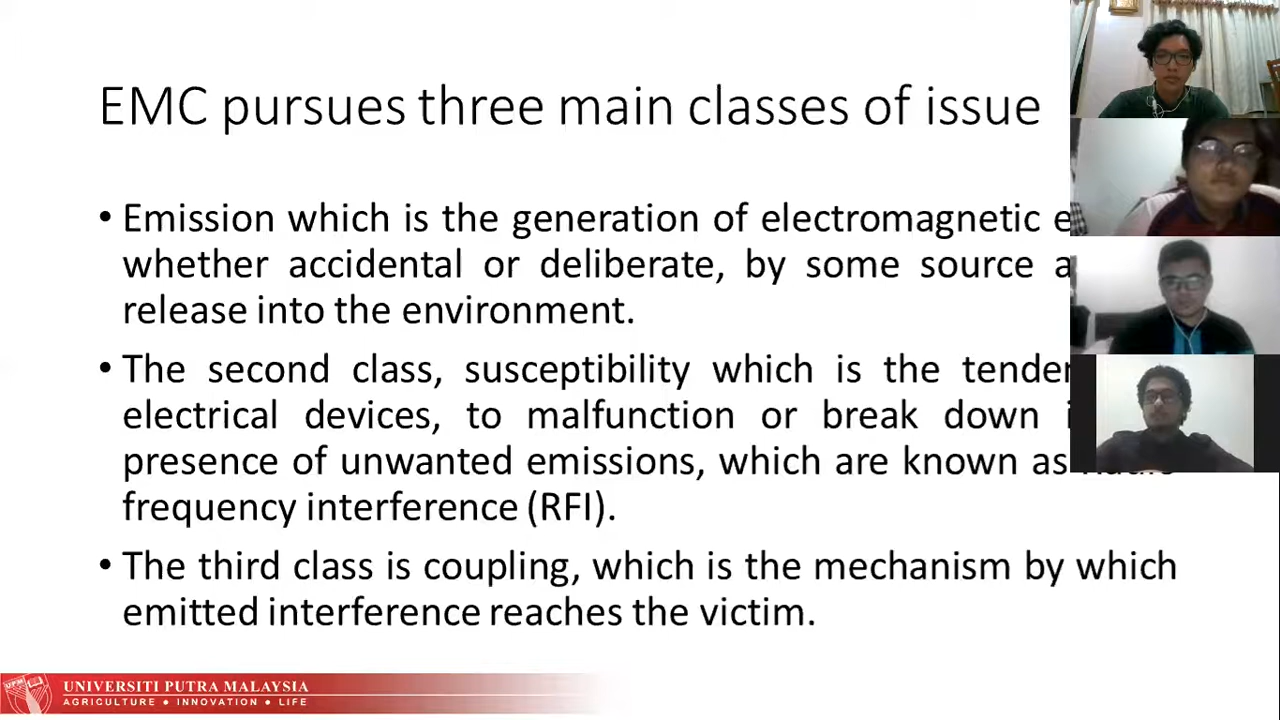 EMC pursues three main classes of issue
• Emission which is the generation of electromagnetic
whether accidental or deliberate, by some source
release into the environment.
• The second class, susceptibility which is the
electrical devices, to malfunction or break down
presence of unwanted emissions, which are known as
frequency interference (RFI).
• The third class is coupling, which is the mechanism by which
emitted interference reaches the victim.
UPM
UNIVERSITI PUTRA MALAYSIA
AGRICULTURE • INNOVATION • LIFE